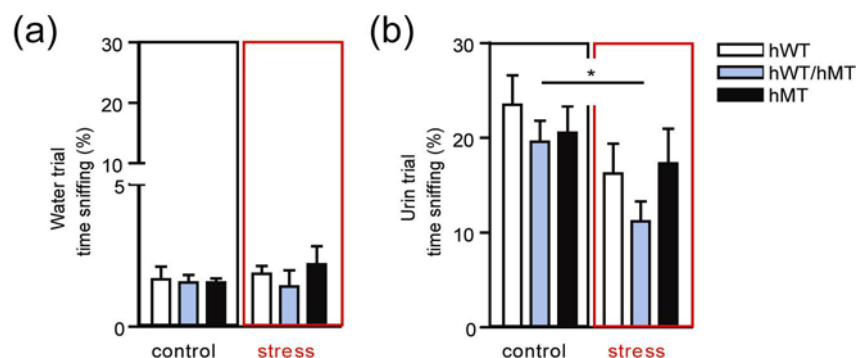 (a)
Water trial
time sniffing (%)
30
20
10
5
0
control
stress
(b)
Urin trial
time sniffing (%)
30
20
10
0
*
control
stress
hWT
hWT/hMT
hMT